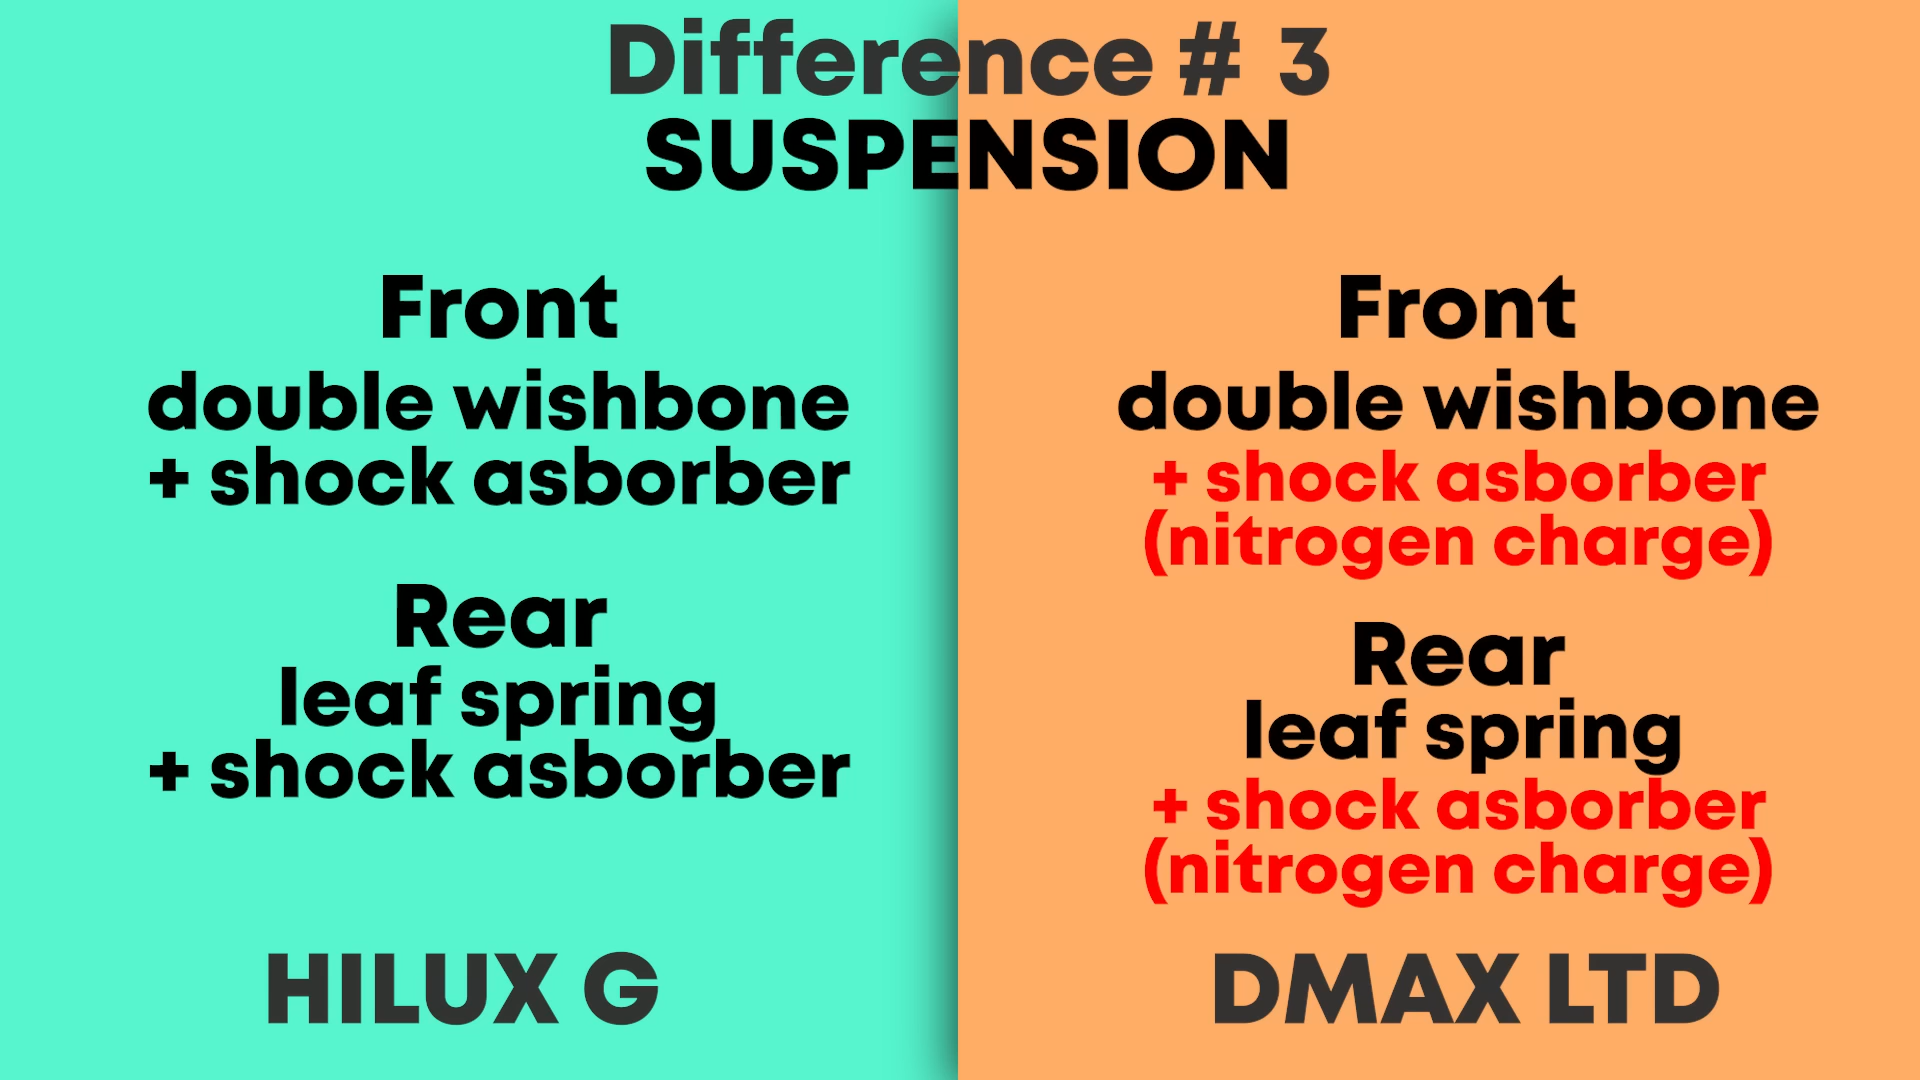 Difference # 3
SUSPENSION
Front
double wishbone
+ shock asborber
Rear
leaf spring
+ shock asborber
HILUX G
Front
double wishbone
+ shock asborber
(nitrogen charge)
Rear
leaf spring
+ shock asborber
(nitrogen charge)
DMAX LTD